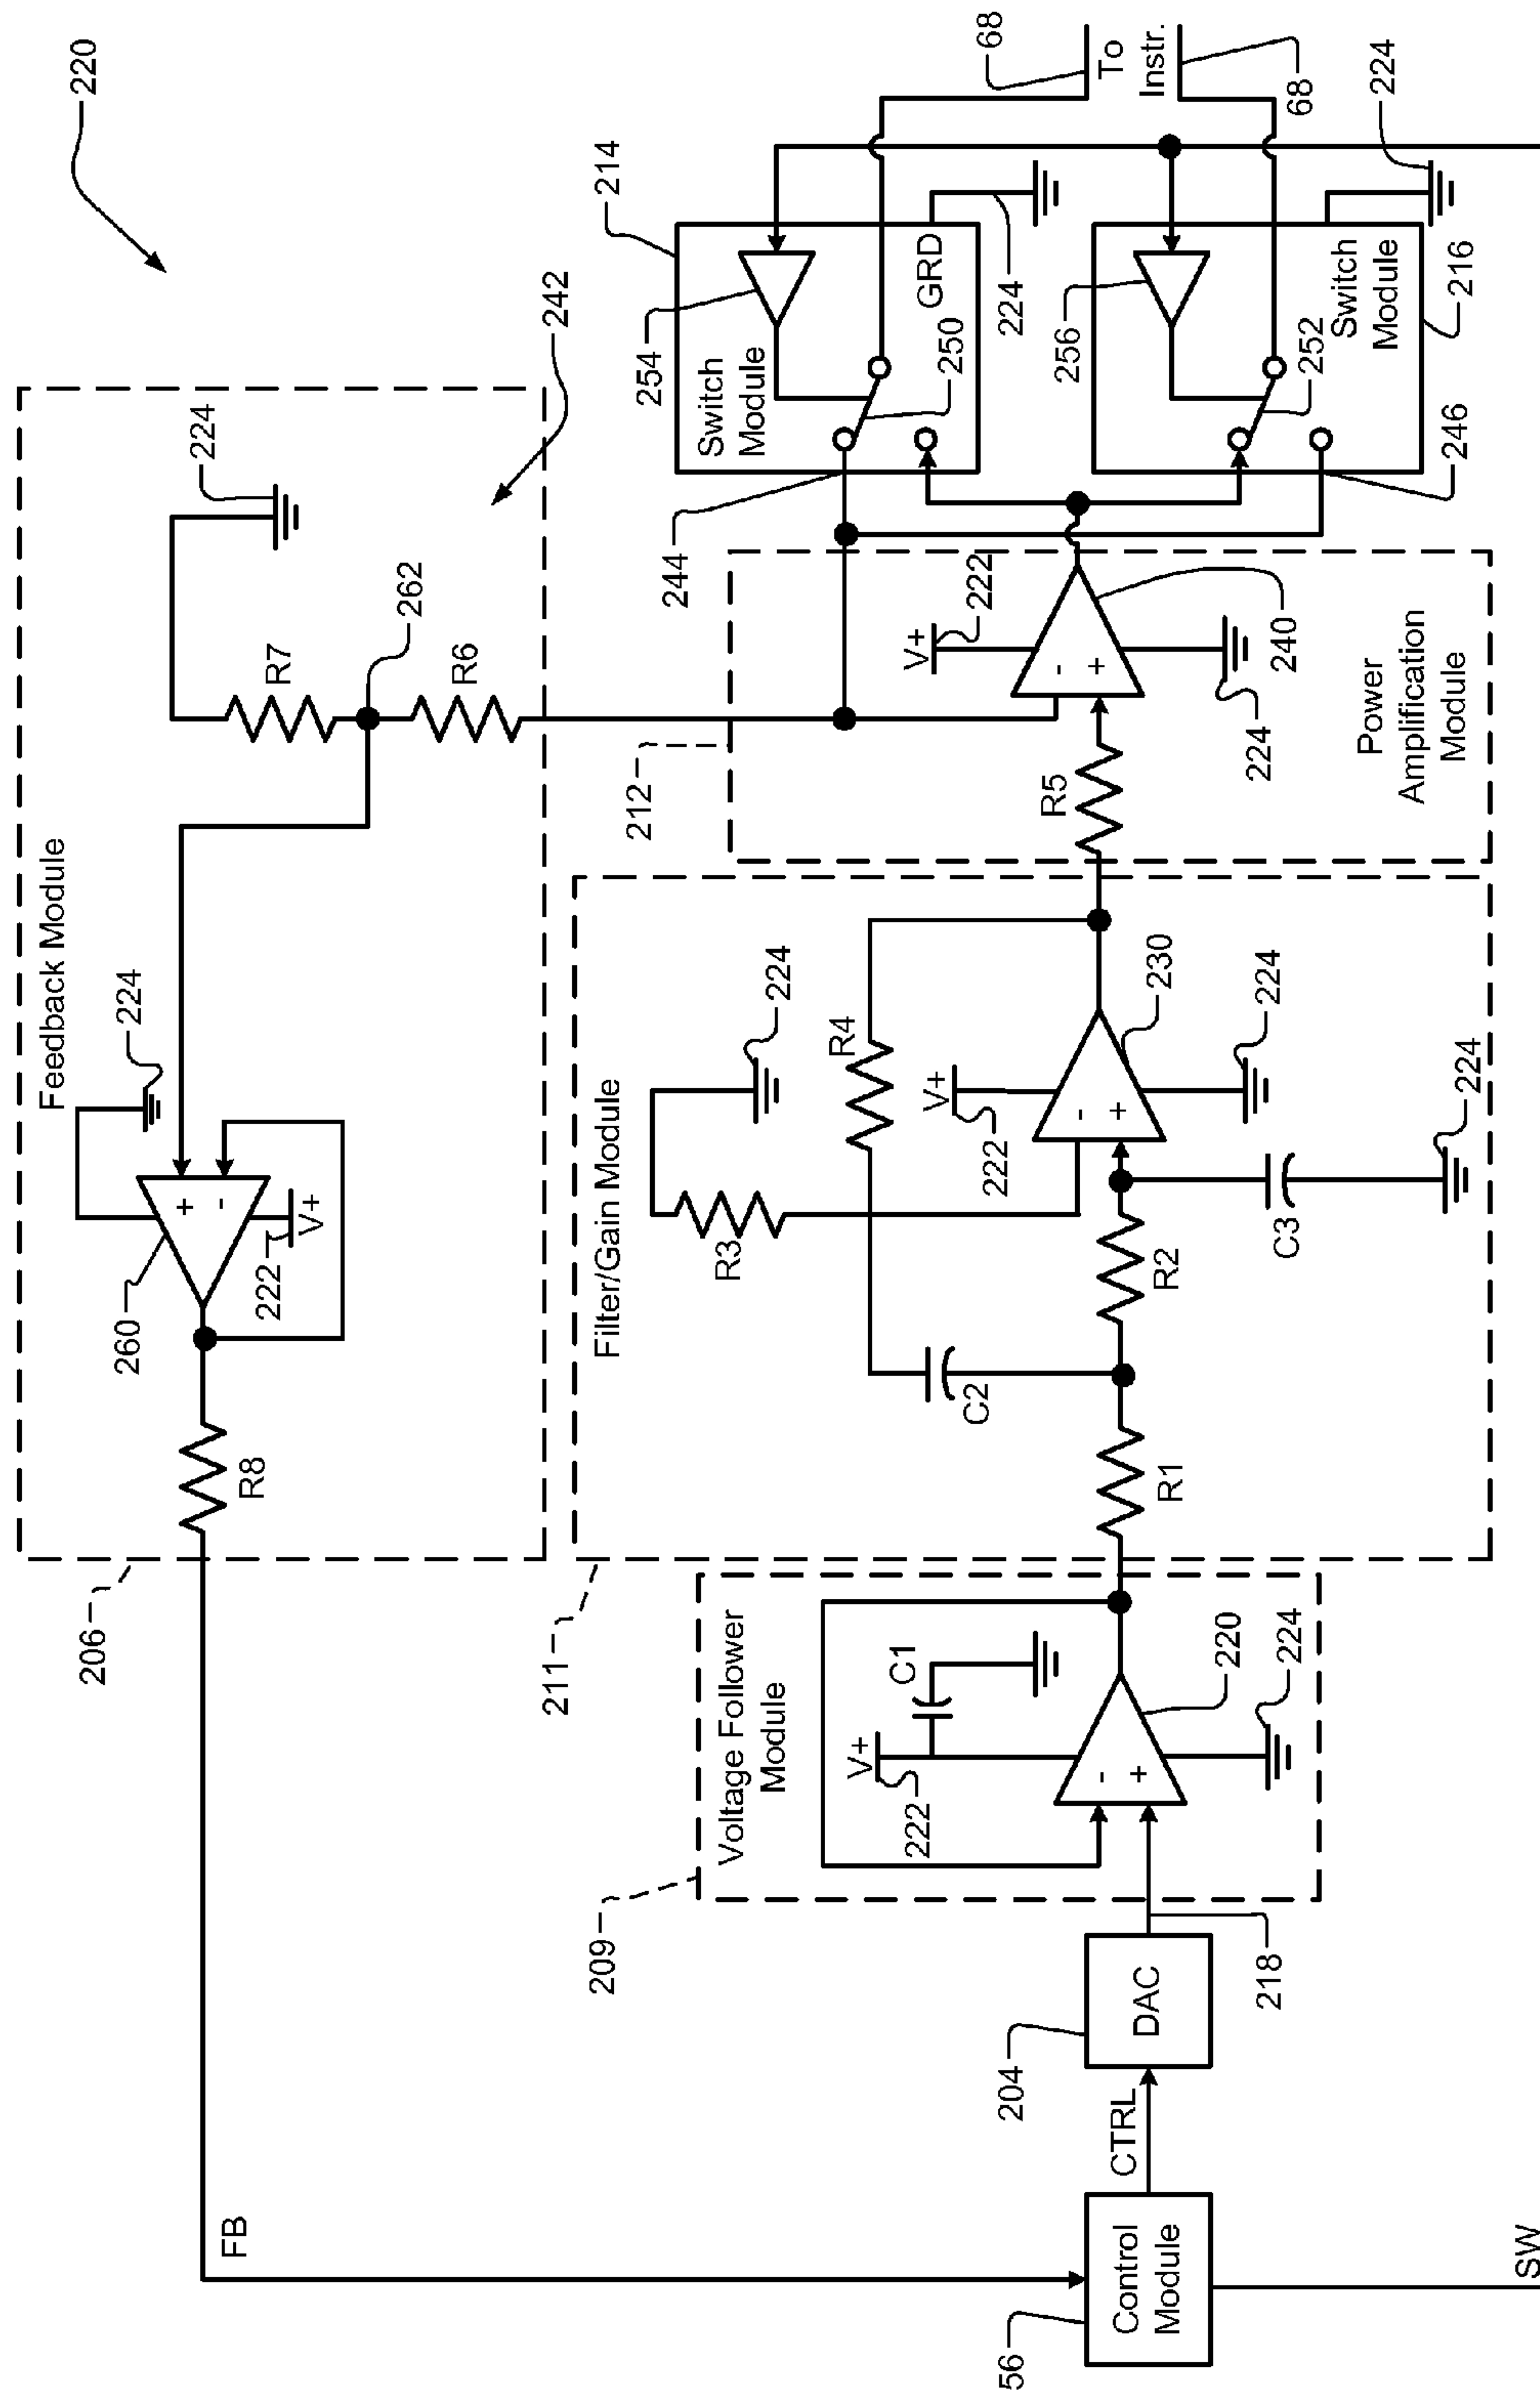 220
Feedback Module
224
224
R7
262
R6
242
260
+
-
222
V+
R8
206
FB
214
254
Switch
Module
250
GRD
224
244
68
To
Instr.
68
224
256
252
Switch
Module
216
246
212
V+
222
-
+
R5
240
224
Power
Amplification
Module
Filter/Gain Module
211
R3
224
R4
V+
222
-
+
230
224
C2
R1
R2
C3
224
Voltage Follower
Module
209
V+
222
C1
-
+
220
224
218
204
DAC
CTRL
56
Control
Module
SW